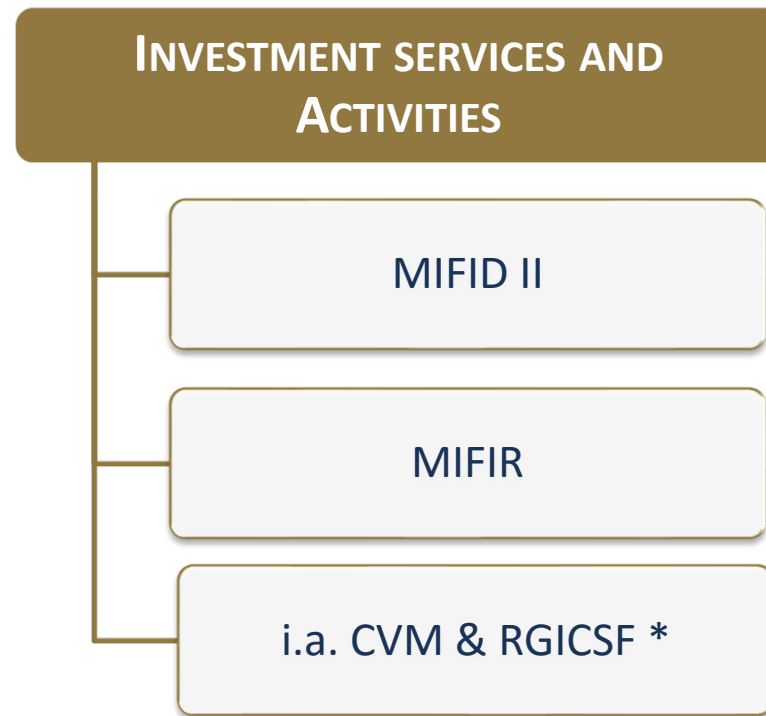 INVESTMENT SERVICES AND
ACTIVITIES
MIFID II
MIFIR
i.a. CVM & RGICSF *